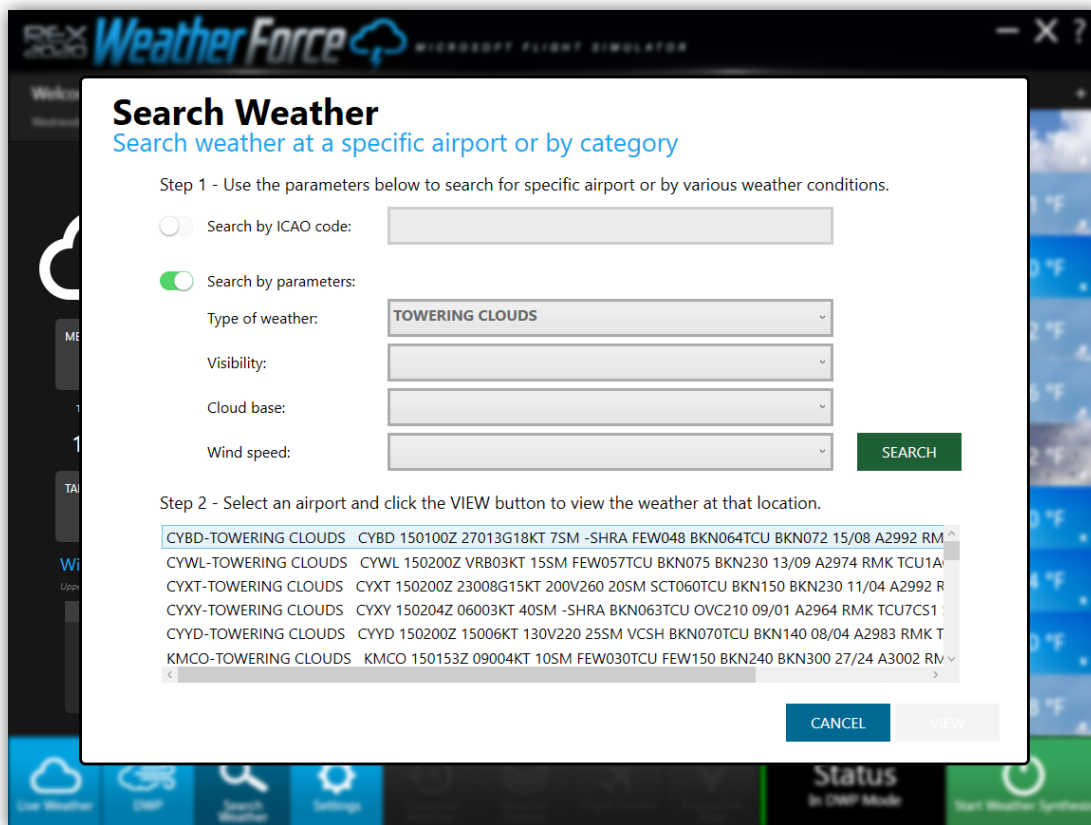 REX 2020 Weather Force MICROSOFT FLIGHT SIMULATOR
Search Weather
Search weather at a specific airport or by category
Step 1 - Use the parameters below to search for specific airport or by various weather conditions.
Search by ICAO code:
Search by parameters:
Type of weather: TOWERING CLOUDS
Visibility:
Cloud base:
Wind speed:
SEARCH
Step 2 - Select an airport and click the VIEW button to view the weather at that location.
CYBD-TOWERING CLOUDS CYBD 150100Z 27013G18KT 7SM -SHRA FEW048 BKN064TCU BKN072 15/08 A2992 RM
CYWL-TOWERING CLOUDS CYWL 150200Z VRB03KT 15SM FEW057TCU BKN075 BKN230 13/09 A2974 RMK TCU1A
CYXT-TOWERING CLOUDS CYXT 150200Z 23008G15KT 200V260 20SM SCT060TCU BKN150 BKN230 11/04 A2992 R
CYXY-TOWERING CLOUDS CYXY 150204Z 06003KT 40SM -SHRA BKN063TCU OVC210 09/01 A2964 RMK TCU7CS1
CYYD-TOWERING CLOUDS CYYD 150200Z 15006KT 130V220 25SM VCSH BKN070TCU BKN140 08/04 A2983 RMK T
KMCO-TOWERING CLOUDS KMCO 150153Z 09004KT 10SM FEW030TCU FEW150 BKN240 BKN300 27/24 A3002 RM
CANCEL VIEW
Live Weather DWP Search Weather Settings
Status
In DWP Mode
Start Weather Synthesis